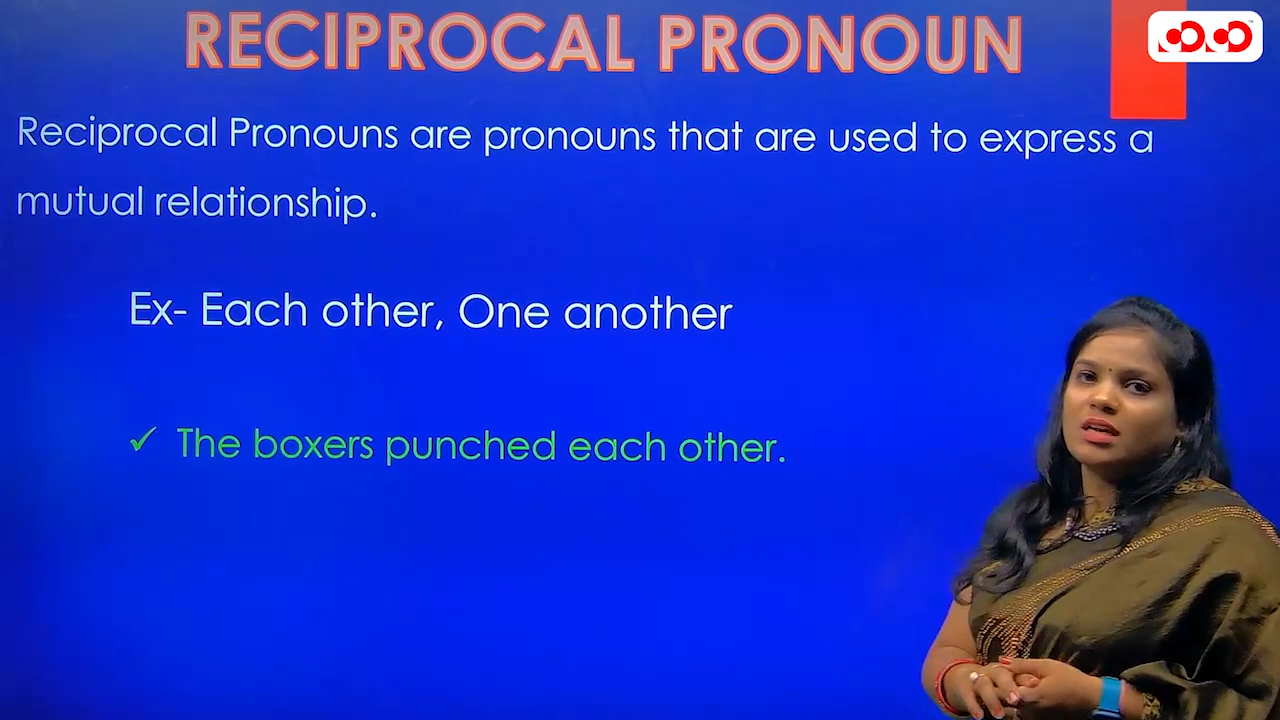 RECIPROCAL PRONOUN
Reciprocal Pronouns are pronouns that are used to express a
mutual relationship.
Ex- Each other, One another
✓ The boxers punched each other.